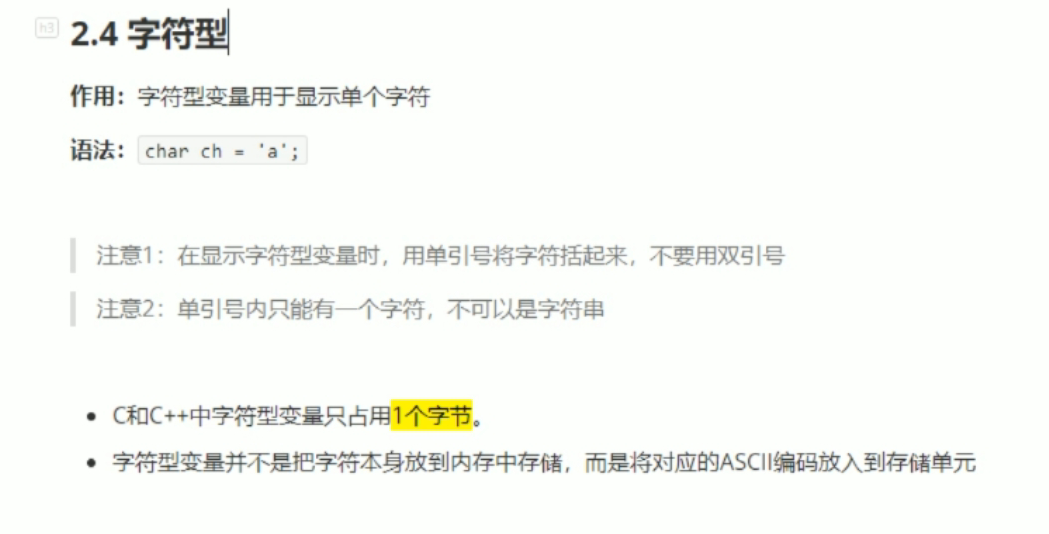 h3
2.4 字符型
作用：字符型变量用于显示单个字符
语法：char ch = 'a';
注意1：在显示字符型变量时，用单引号将字符括起来，不要用双引号
注意2：单引号内只能有一个字符，不可以是字符串
C和C++中字符型变量只占用1个字节。
字符型变量并不是把字符本身放到内存中存储，而是将对应的ASCII编码放入到存储单元